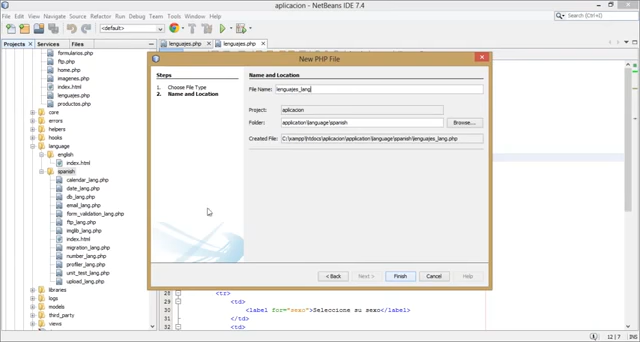 aplicacion - NetBeans IDE 7.4
File Edit View Navigate Source Refactor Run Debug Team Tools Window Help
Search (Ctrl+I)
<default>
Projects Services Files
lenguajes.php lenguajes.php
formularios.php
ftp.php
home.php
imagenes.php
index.html
lenguajes.php
productos.php
core
errors
helpers
hooks
language
english
index.html
spanish
calendar_lang.php
date_lang.php
db_lang.php
email_lang.php
form_validation_lang.php
ftp_lang.php
imglib_lang.php
index.html
migration_lang.php
number_lang.php
profiler_lang.php
unit_test_lang.php
upload_lang.php
libraries
logs
models
third_party
views
New PHP File
Steps
1. Choose File Type
2. Name and Location
Name and Location
File Name: lenguajes_lang
Project: aplicacion
Folder: application\language\spanish
Browse...
Created File: C:\xampp\htdocs\aplicacion\application\language\spanish\lenguajes_lang.php
< Back Next > Finish Cancel Help
28 <tr>
29 <td>
30 <label for="sexo">Seleccione su sexo</label>
31 </td>
32 <td>
12 | 7 INS